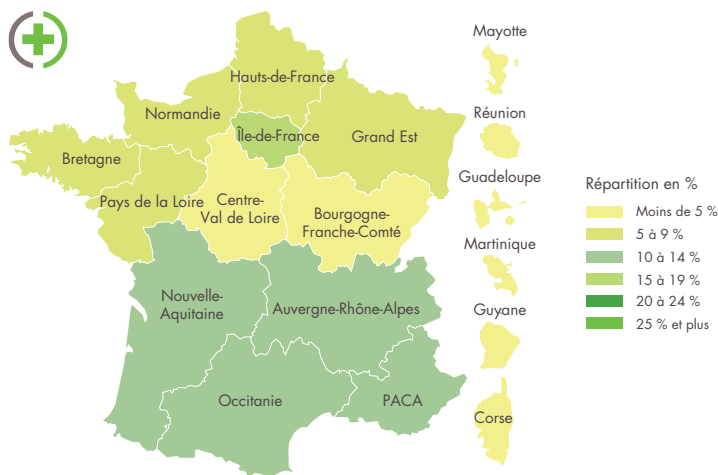 Mayotte
Hauts-de-France
Normandie
Réunion
Île-de-France
Grand Est
Bretagne
Guadeloupe
Pays de la Loire
Centre-
Val de Loire
Bourgogne-
Franche-Comté
Martinique
Nouvelle-
Aquitaine
Auvergne-Rhône-Alpes
Guyane
Occitanie
PACA
Corse
Répartition en %
Moins de 5 %
5 à 9 %
10 à 14 %
15 à 19 %
20 à 24 %
25 % et plus